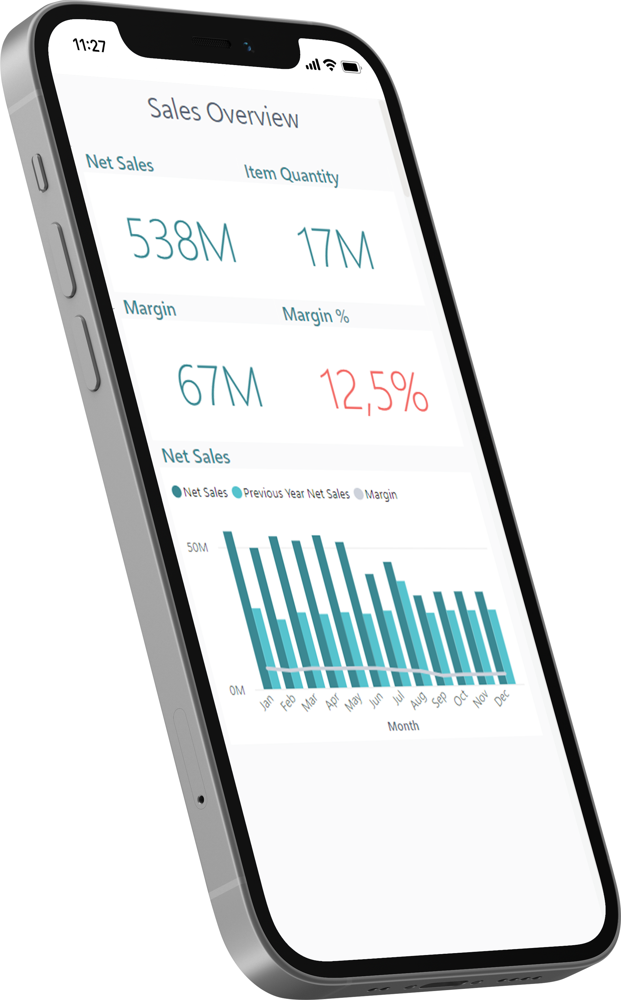 11:27
Sales Overview
Net Sales Item Quantity
538M 17M
Margin Margin %
67M 12,5%
Net Sales
Net Sales Previous Year Net Sales Margin
50M
0M
Jan Feb Mar Apr May Jun Jul Aug Sep Oct Nov Dec
Month